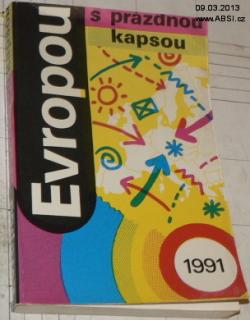 09.03.2013
www.ABSI.cz
Evropou
s prázdnou
kapsou
1991